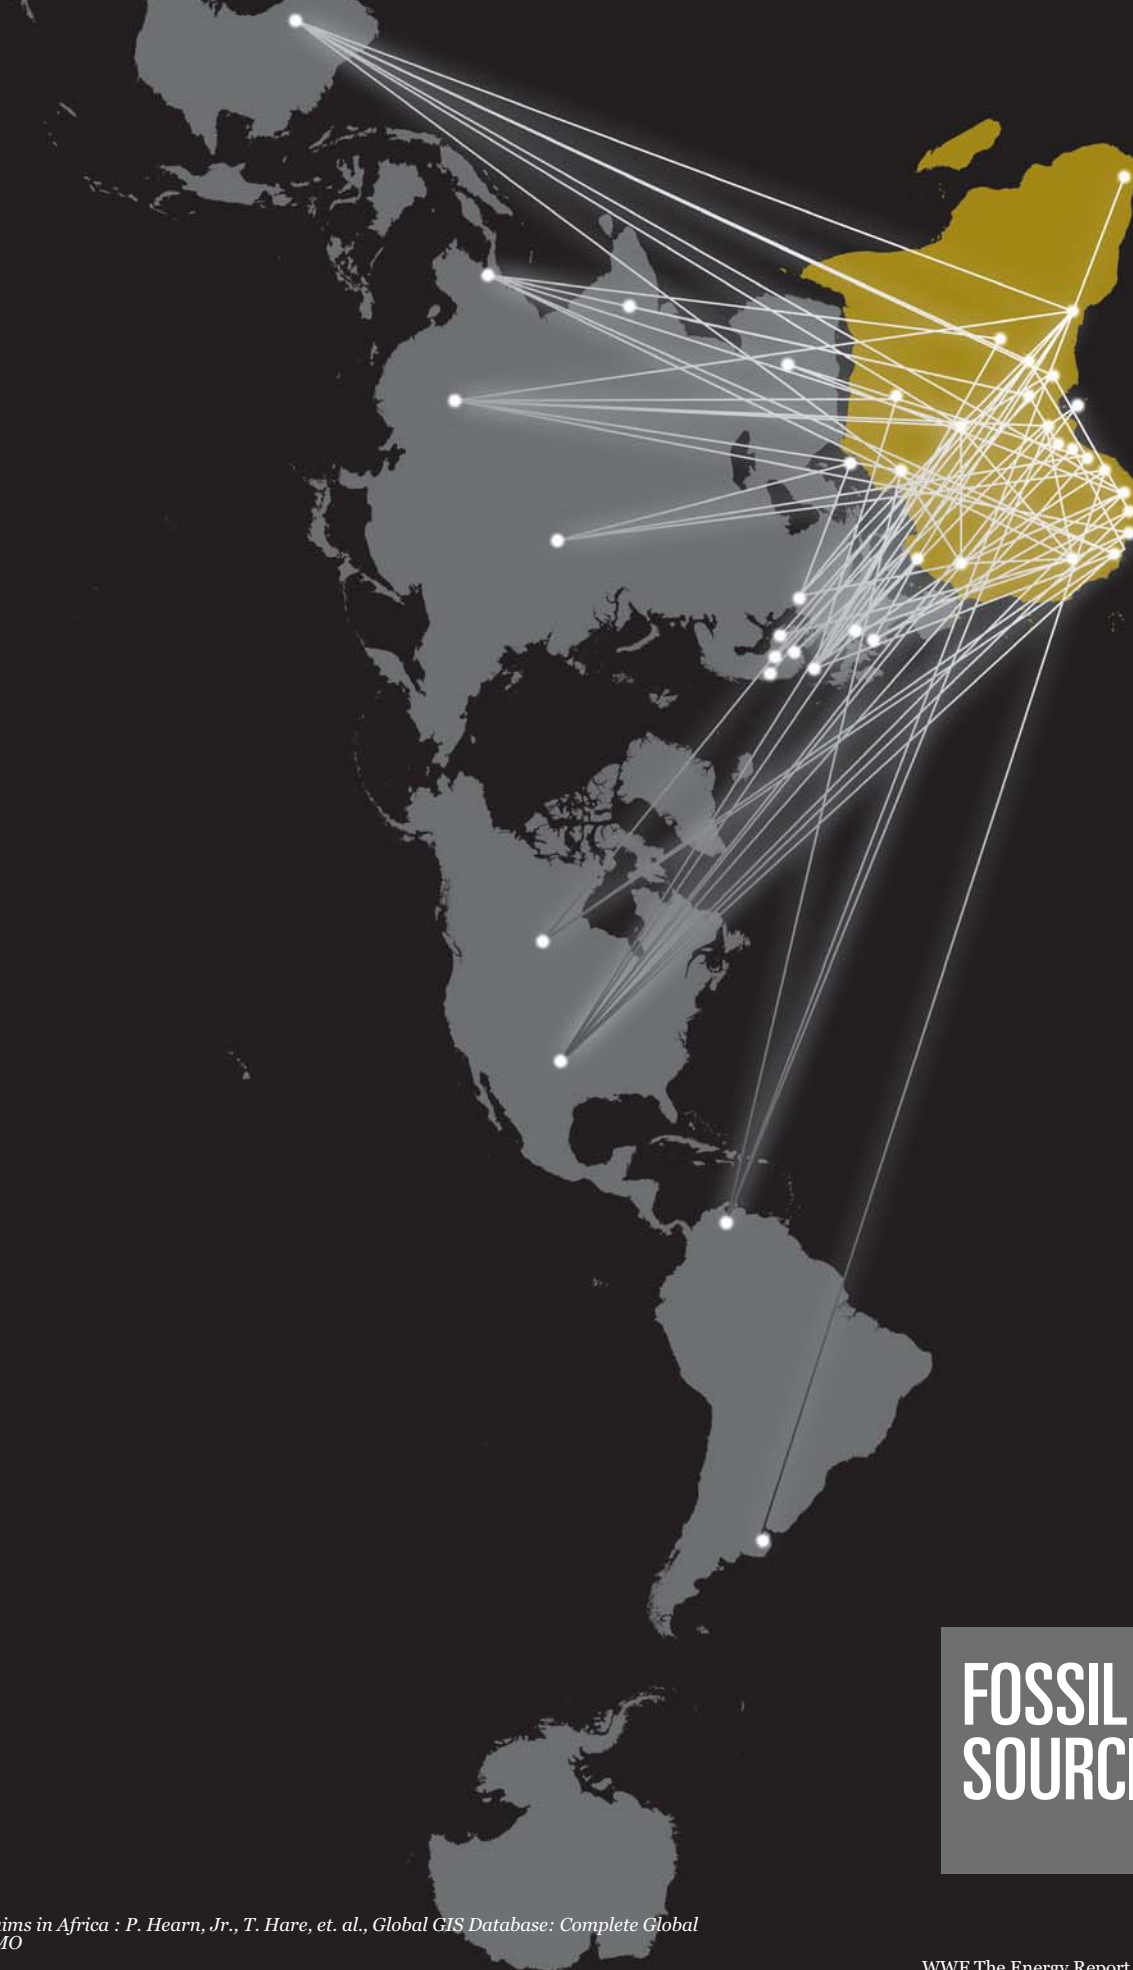 FOSSIL
SOURC
ims in Africa : P. Hearn, Jr., T. Hare, et. al., Global GIS Database: Complete Global
MO
WWF The Energy Report